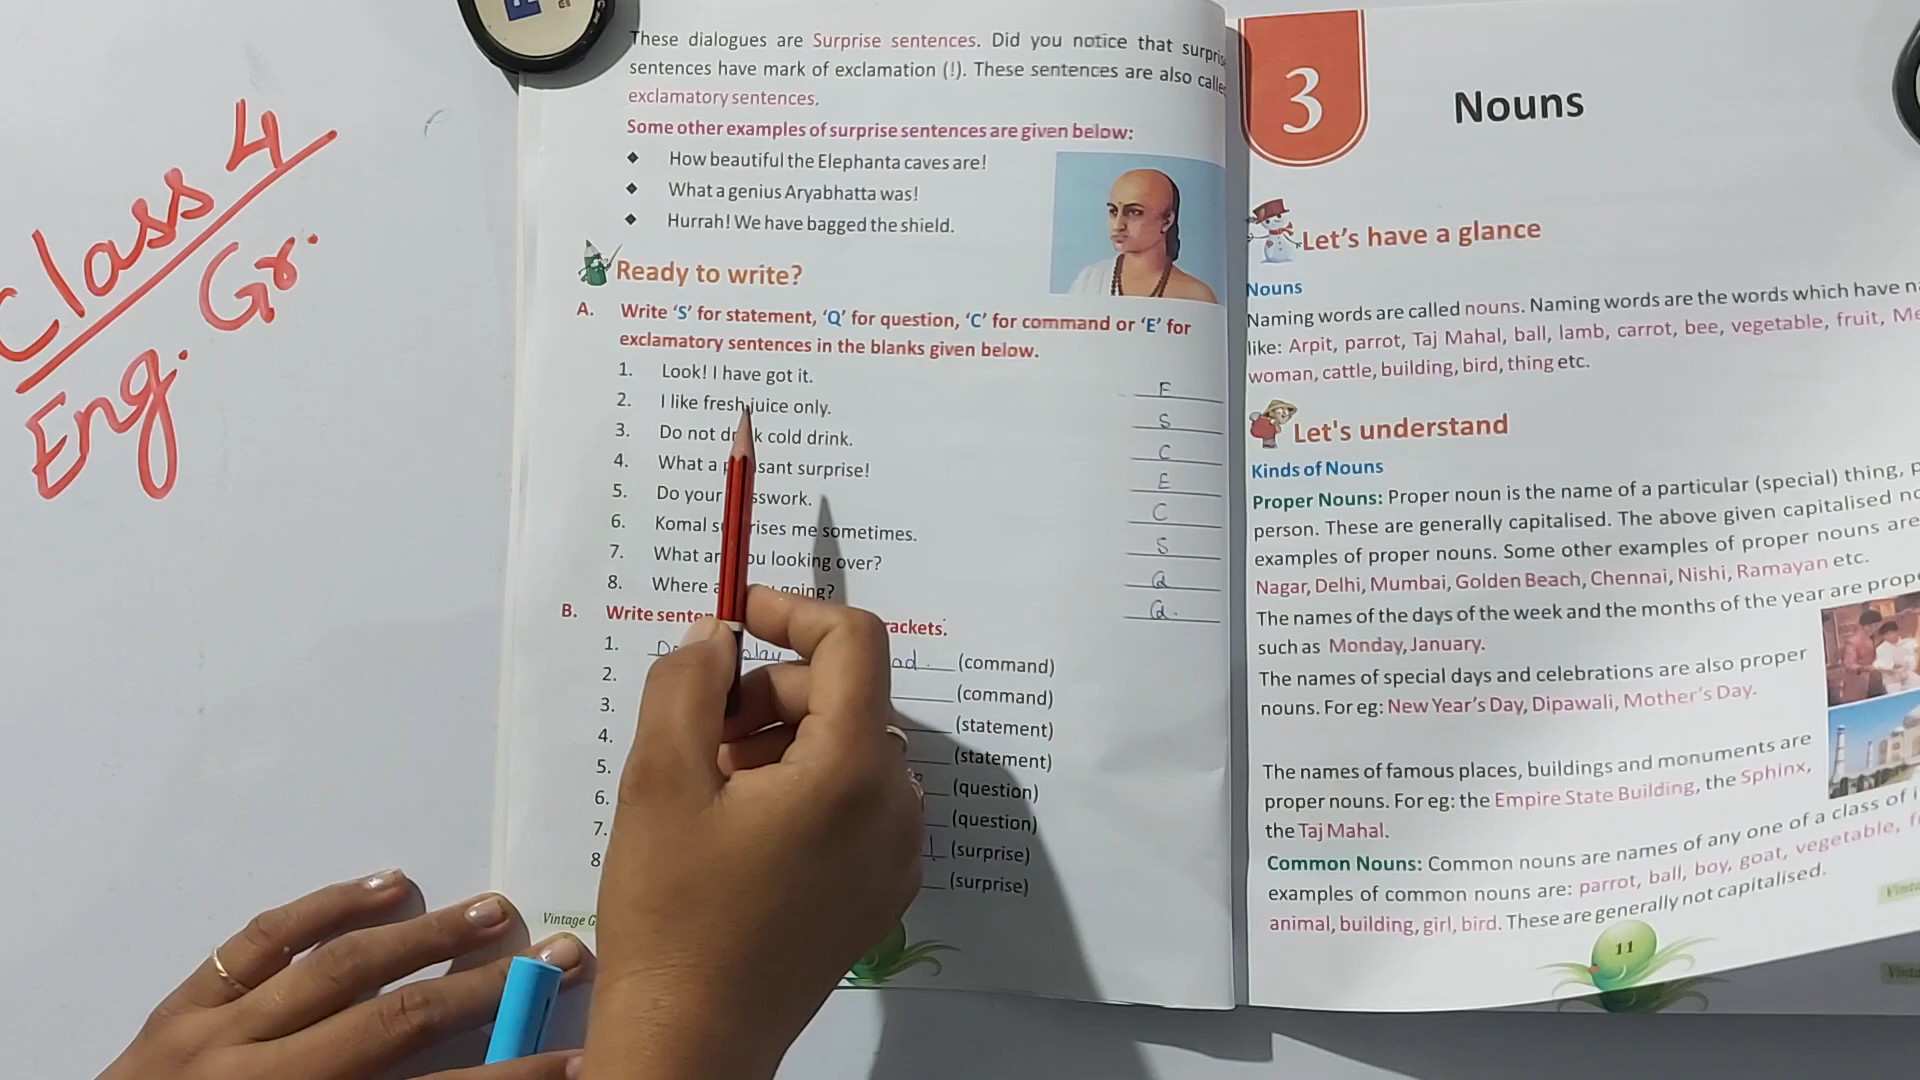 Class 4
Eng. Gr.
These dialogues are Surprise sentences. Did you notice that
sentences have mark of exclamation (!). These sentences are also
exclamatory sentences.
Some other examples of surprise sentences are given below:
❖ How beautiful the Elephanta caves are!
❖ What a genius Aryabhatta was!
❖ Hurrah! We have bagged the shield.
Ready to write?
A. Write ‘S’ for statement, ‘Q’ for question, ‘C’ for command or ‘E’ for
exclamatory sentences in the blanks given below.
1. Look! I have got it. E
2. I like fresh juice only. S
3. Do not cold drink. C
4. What a surprise! E
5. Do your C
6. Komal me sometimes. S
7. What looking over? Q
8. Where going? Q.
B. Write
1. play (command)
2. (command)
3. (statement)
4. (statement)
5. (question)
6. (question)
7. ! (surprise)
8 (surprise)
Vintage
3
Nouns
Let’s have a glance
Nouns
Naming words are called nouns. Naming words are the words which have
like: Arpit, parrot, Taj Mahal, ball, lamb, carrot, bee, vegetable, fruit,
woman, cattle, building, bird, thing etc.
Let's understand
Kinds of Nouns
Proper Nouns: Proper noun is the name of a particular (special) thing,
person. These are generally capitalised. The above given capitalised
examples of proper nouns. Some other examples of proper nouns are
Nagar, Delhi, Mumbai, Golden Beach, Chennai, Nishi, Ramayan etc.
The names of the days of the week and the months of the year are
such as Monday, January.
The names of special days and celebrations are also proper
nouns. For eg: New Year’s Day, Dipawali, Mother’s Day.
The names of famous places, buildings and monuments are
proper nouns. For eg: the Empire State Building, the Sphinx,
the Taj Mahal.
Common Nouns: Common nouns are names of any one of a class of
examples of common nouns are: parrot, ball, boy, goat, vegetable,
animal, building, girl, bird. These are generally not capitalised.
11